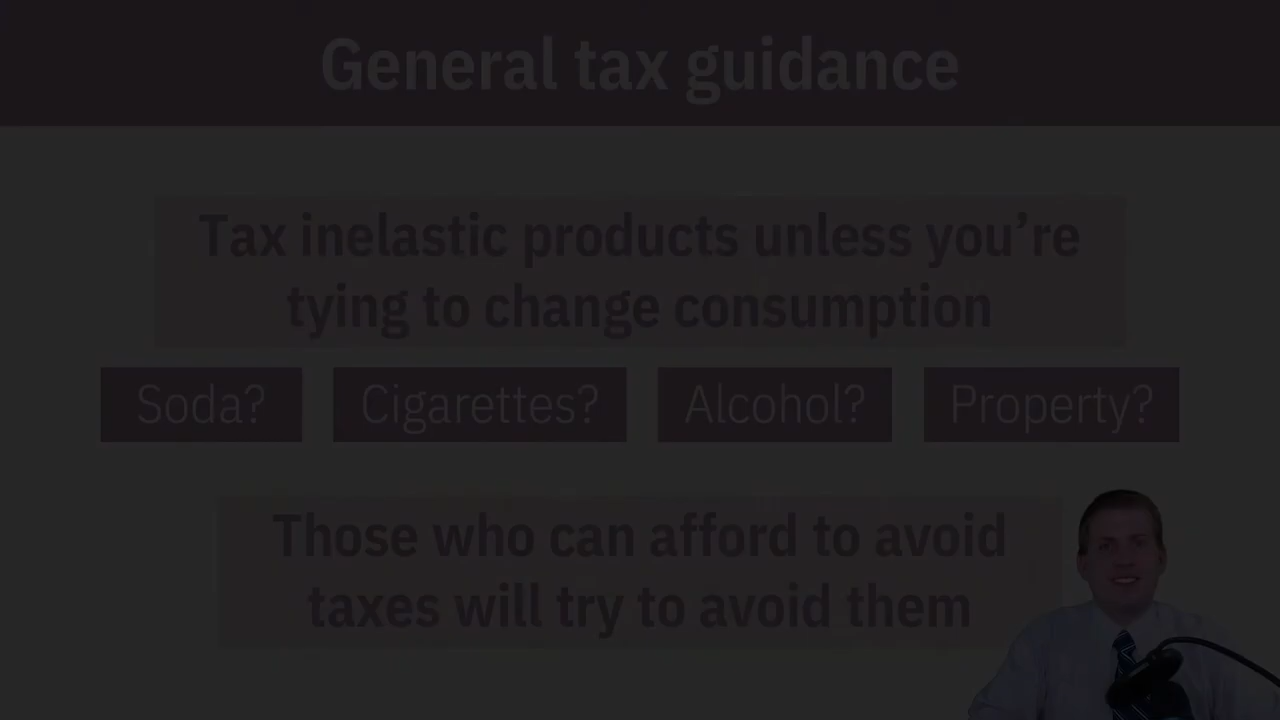 General tax guidance
Tax inelastic products unless you’re
tying to change consumption
Soda? Cigarettes? Alcohol? Property?
Those who can afford to avoid
taxes will try to avoid them